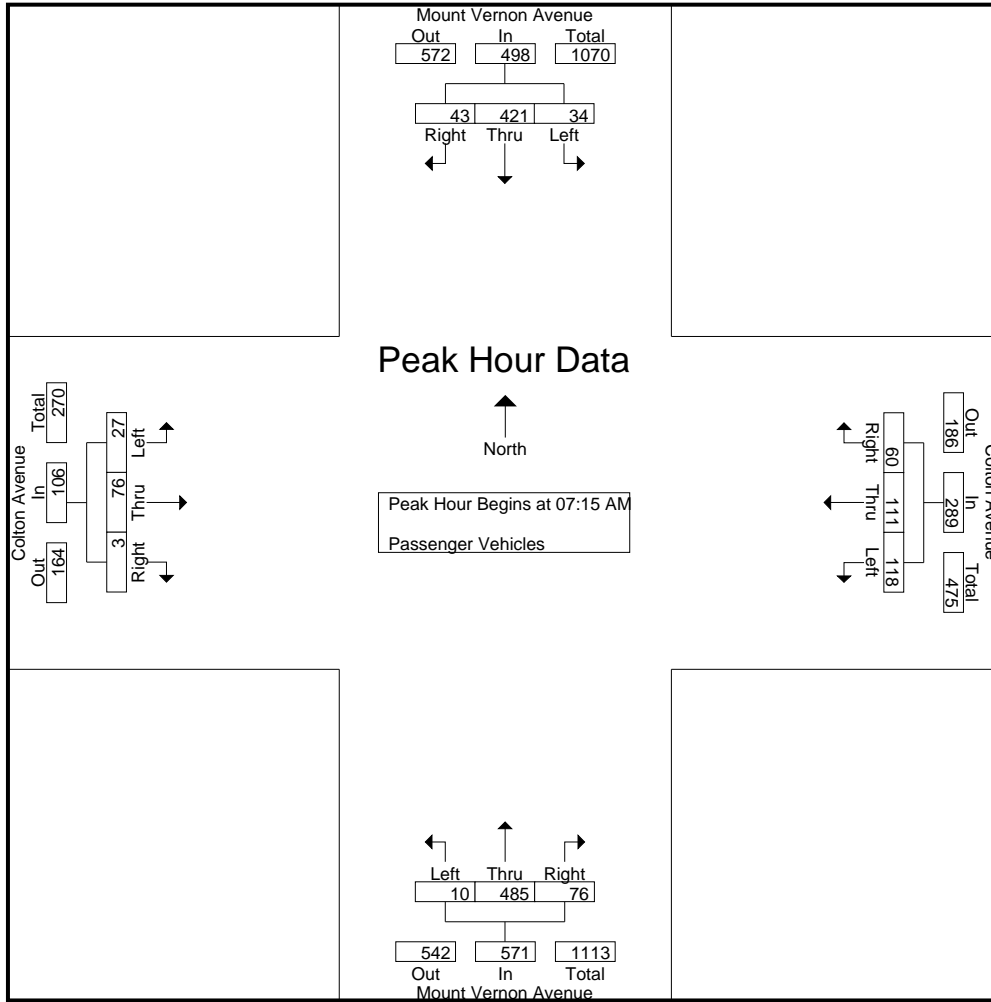 Mount Vernon Avenue
Out In Total
572 498 1070
43 421 34
Right Thru Left
Peak Hour Data
North
Peak Hour Begins at 07:15 AM
Passenger Vehicles
Colton Avenue
Out In Total
164 106 270
Left Thru Right
27 76 3
Colton Avenue
Out In Total
186 289 475
Right Thru Left
60 111 118
Left Thru Right
10 485 76
542 571 1113
Out In Total
Mount Vernon Avenue